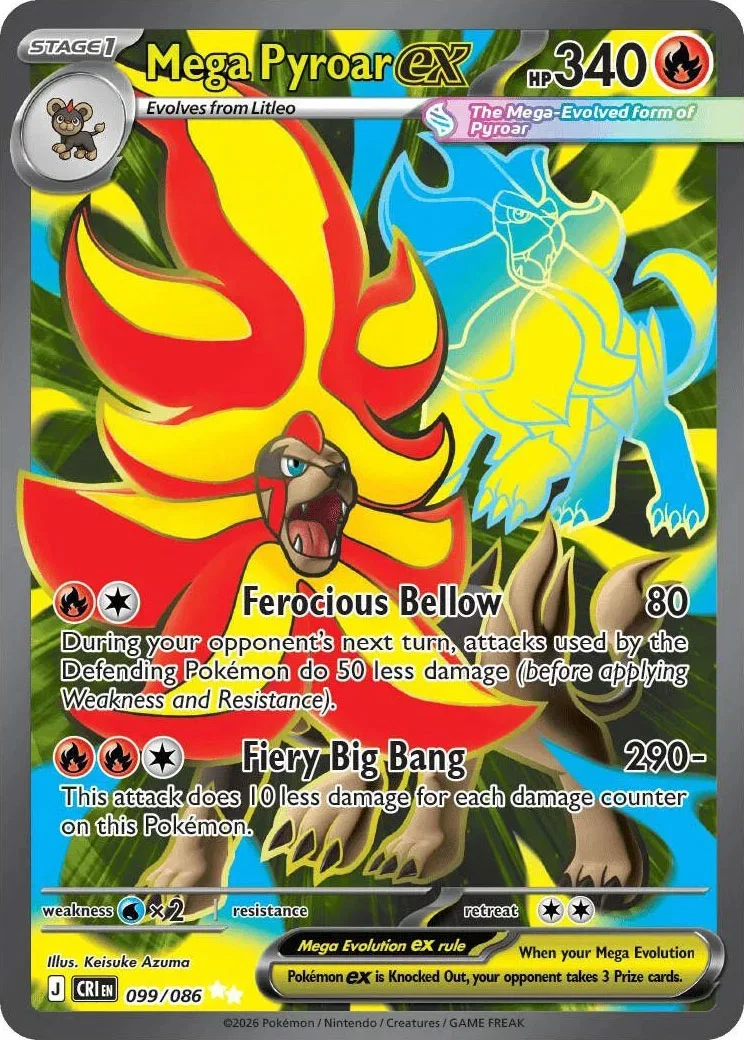 STAGE1
Mega Pyroar ex
HP 340
Evolves from Litleo
The Mega-Evolved form of
Pyroar
Ferocious Bellow 80
During your opponent's next turn, attacks used by the
Defending Pokémon do 50 less damage (before applying
Weakness and Resistance).
Fiery Big Bang 290-
This attack does 10 less damage for each damage counter
on this Pokémon.
weakness ×2 resistance retreat
Illus. Keisuke Azuma
Mega Evolution ex rule When your Mega Evolution
Pokémon ex is Knocked Out, your opponent takes 3 Prize cards.
J CRI EN 099/086
©2026 Pokémon / Nintendo / Creatures / GAME FREAK